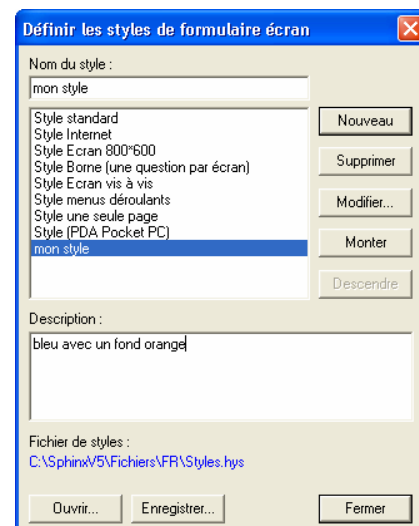 Définir les styles de formulaire écran
Nom du style :
mon style
Style standard
Style Internet
Style Ecran 800*600
Style Borne (une question par écran)
Style Ecran vis à vis
Style menus déroulants
Style une seule page
Style (PDA Pocket PC)
mon style
Nouveau
Supprimer
Modifier...
Monter
Descendre
Description :
bleu avec un fond orange
Fichier de styles :
C:\SphinxV5\Fichiers\FR\Styles.hys
Ouvrir...
Enregistrer...
Fermer